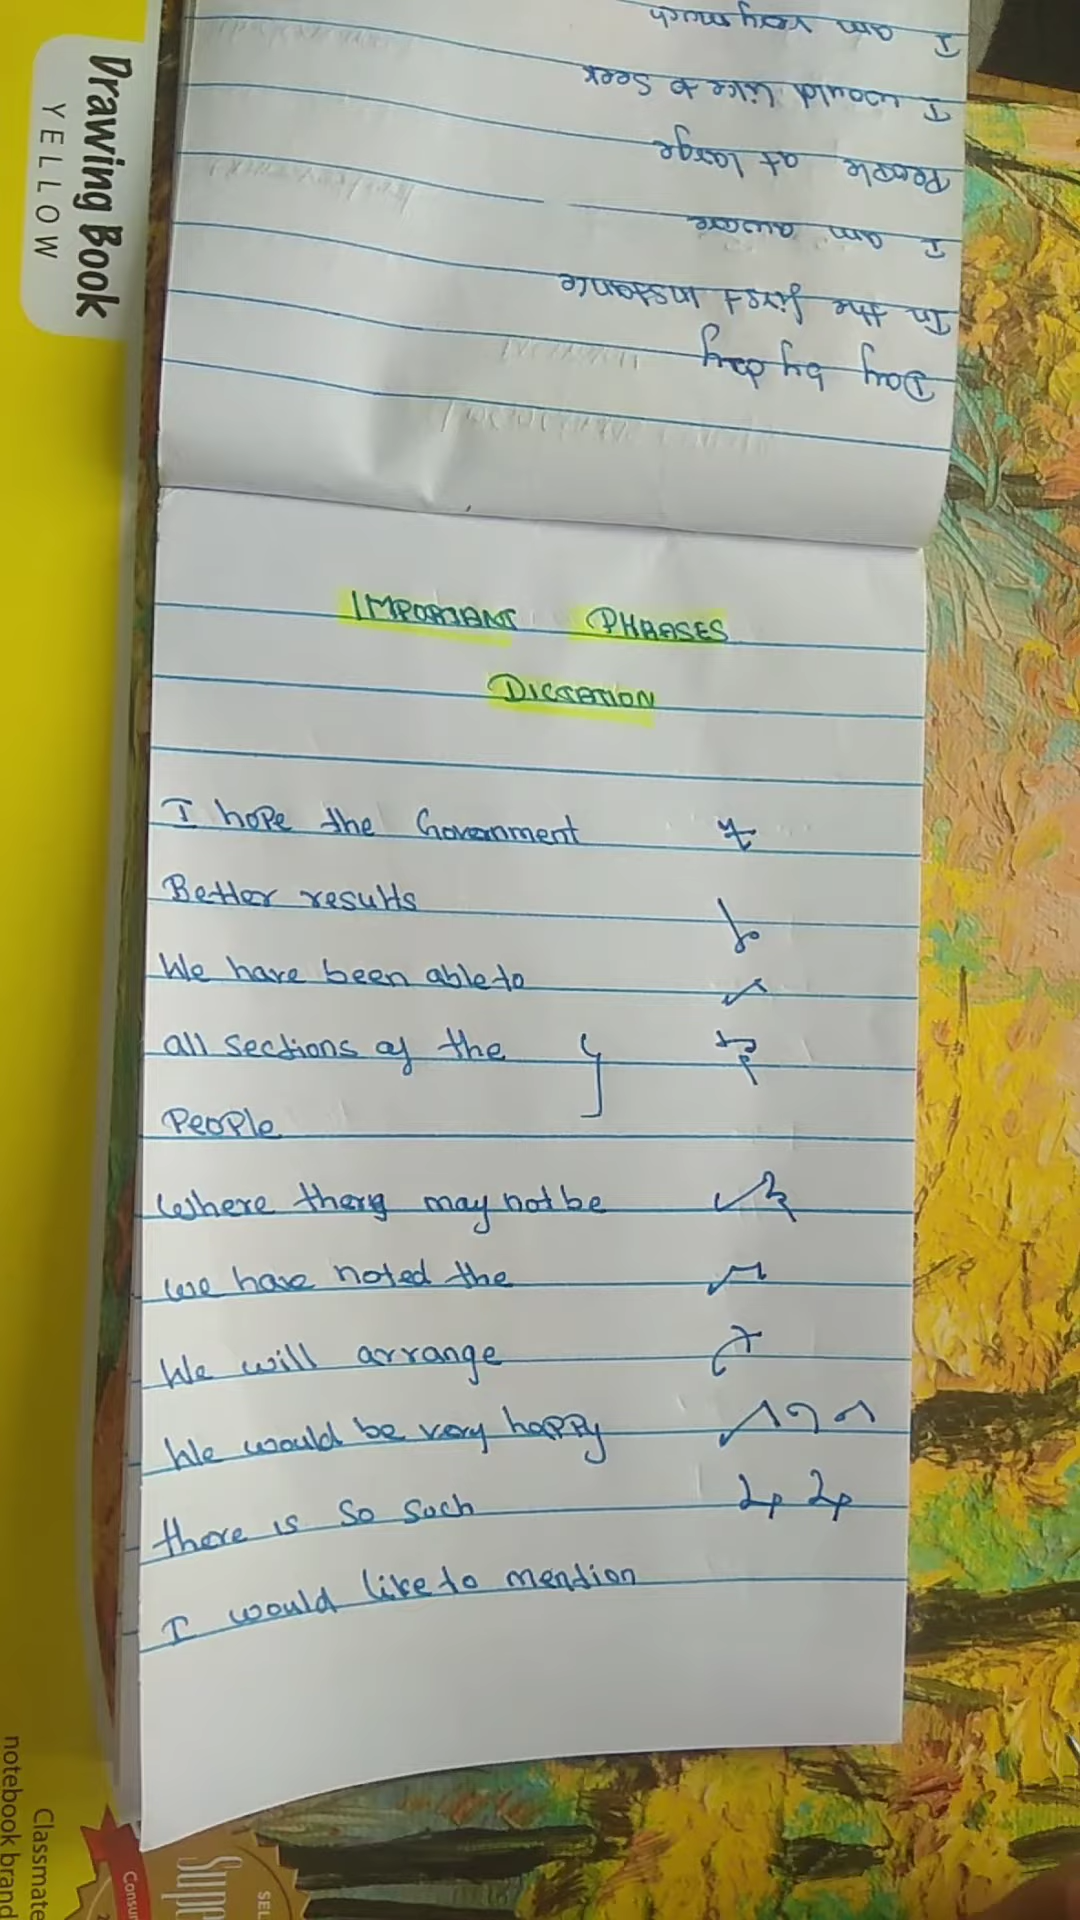 I am very much
I would like to seek
People at large
I am aware
In the first instance
Day by day
IMPORTANT PHRASES
DICTATION
I hope the Government
Better results
We have been able to
all sections of the
People
Where there may not be
we have noted the
We will arrange
We would be very happy
there is so such
I would like to mention
Drawing Book
YELLOW
Classmate
notebook brand
SEL
Supe
Consum